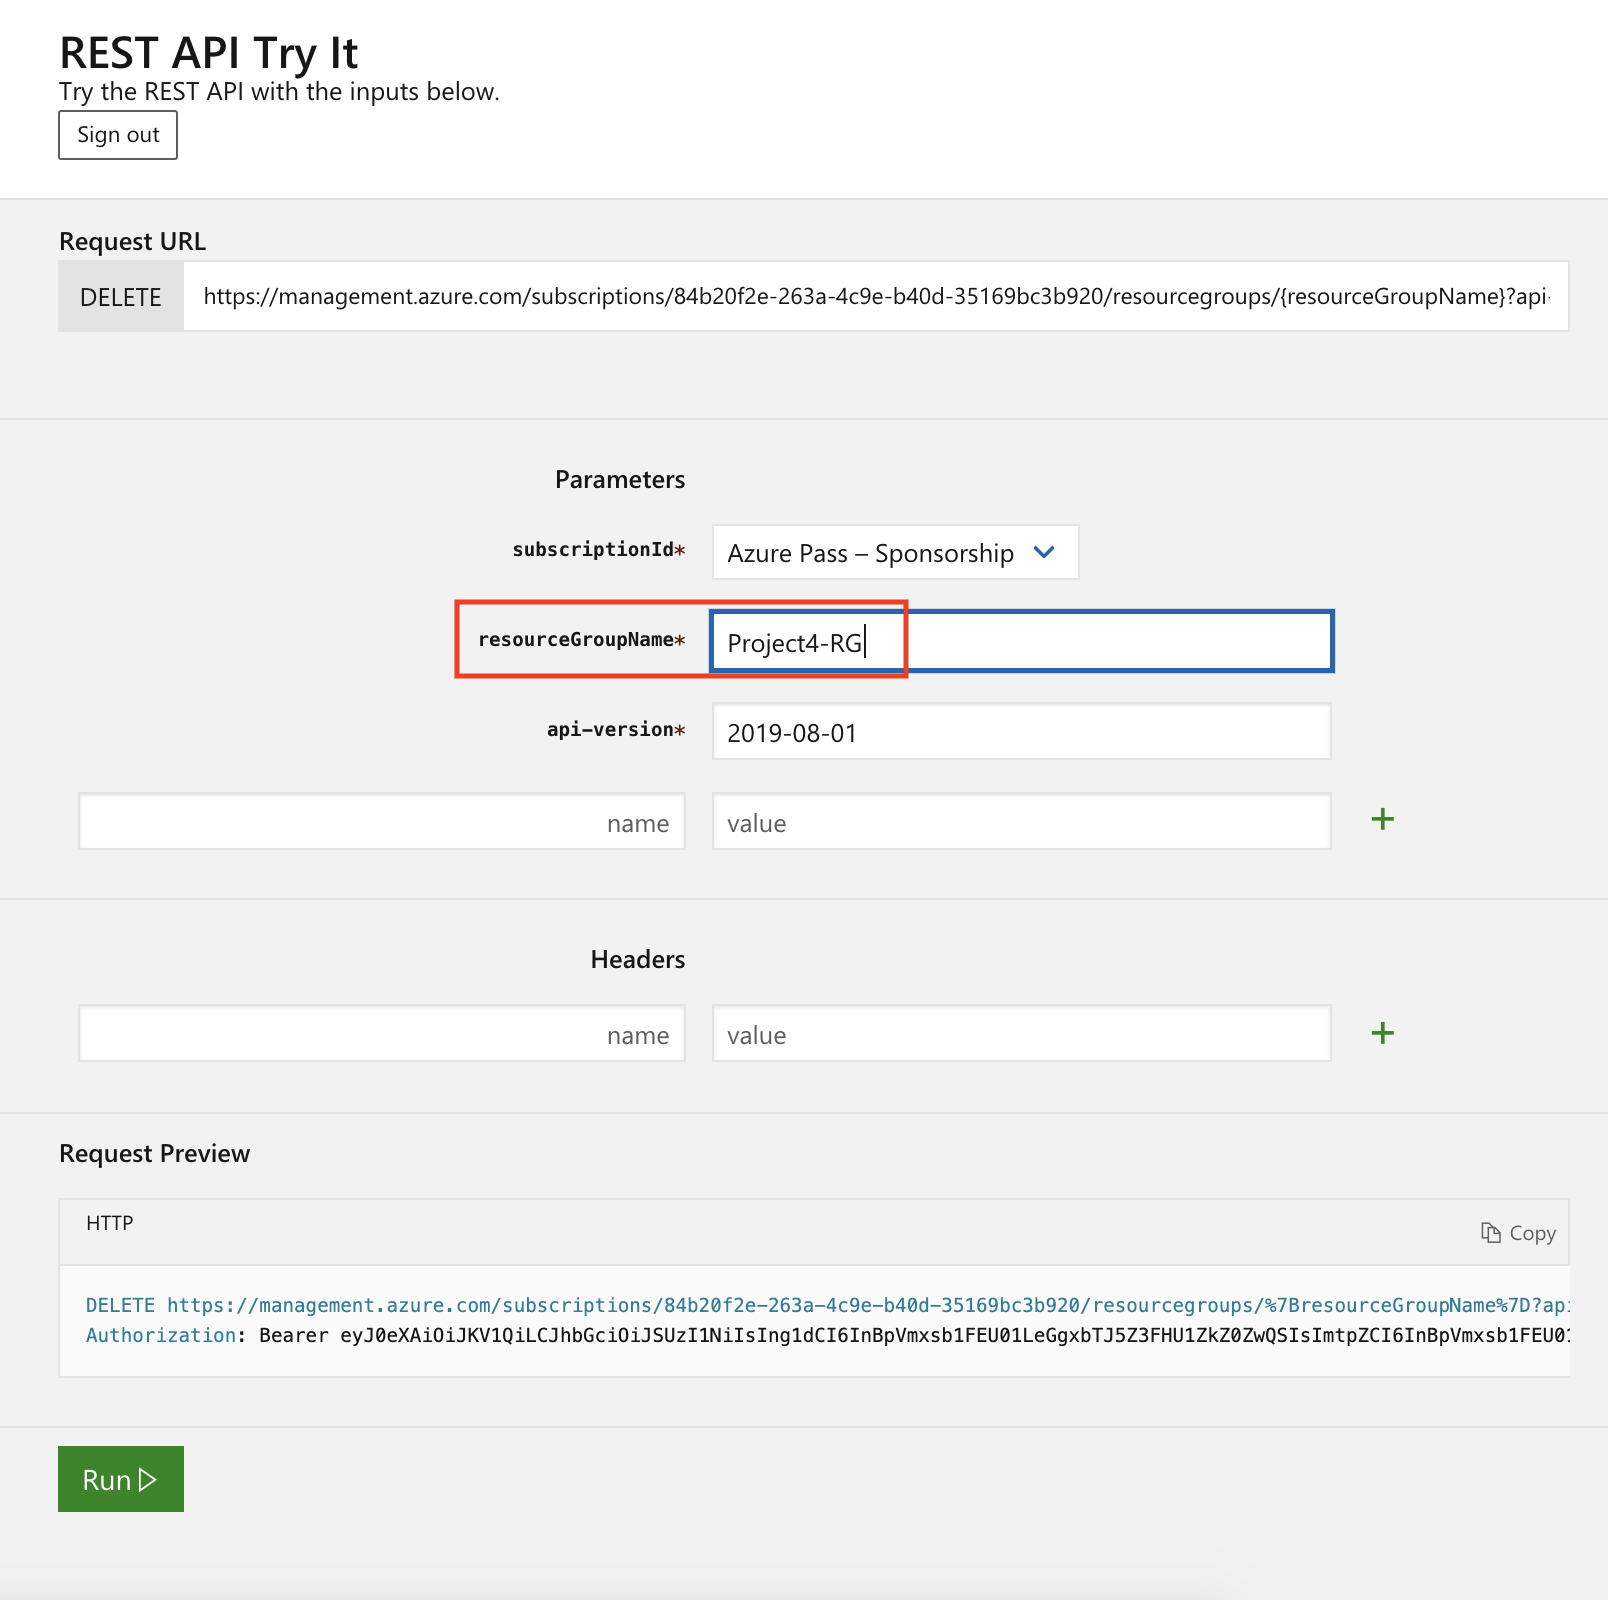 REST API Try It
Try the REST API with the inputs below.
Sign out
Request URL
DELETE https://management.azure.com/subscriptions/84b20f2e-263a-4c9e-b40d-35169bc3b920/resourcegroups/{resourceGroupName}?api-
Parameters
subscriptionId* Azure Pass – Sponsorship
resourceGroupName* Project4-RG
api-version* 2019-08-01
name value +
Headers
name value +
Request Preview
HTTP Copy
DELETE https://management.azure.com/subscriptions/84b20f2e-263a-4c9e-b40d-35169bc3b920/resourcegroups/%7BresourceGroupName%7D?api
Authorization: Bearer eyJ0eXAiOiJKV1QiLCJhbGciOiJSUzI1NiIsIng1dCI6InBpVmxsb1FEU01LeGgxbTJ5Z3FHU1ZkZ0ZwQSIsImtpZCI6InBpVmxsb1FEU01
Run